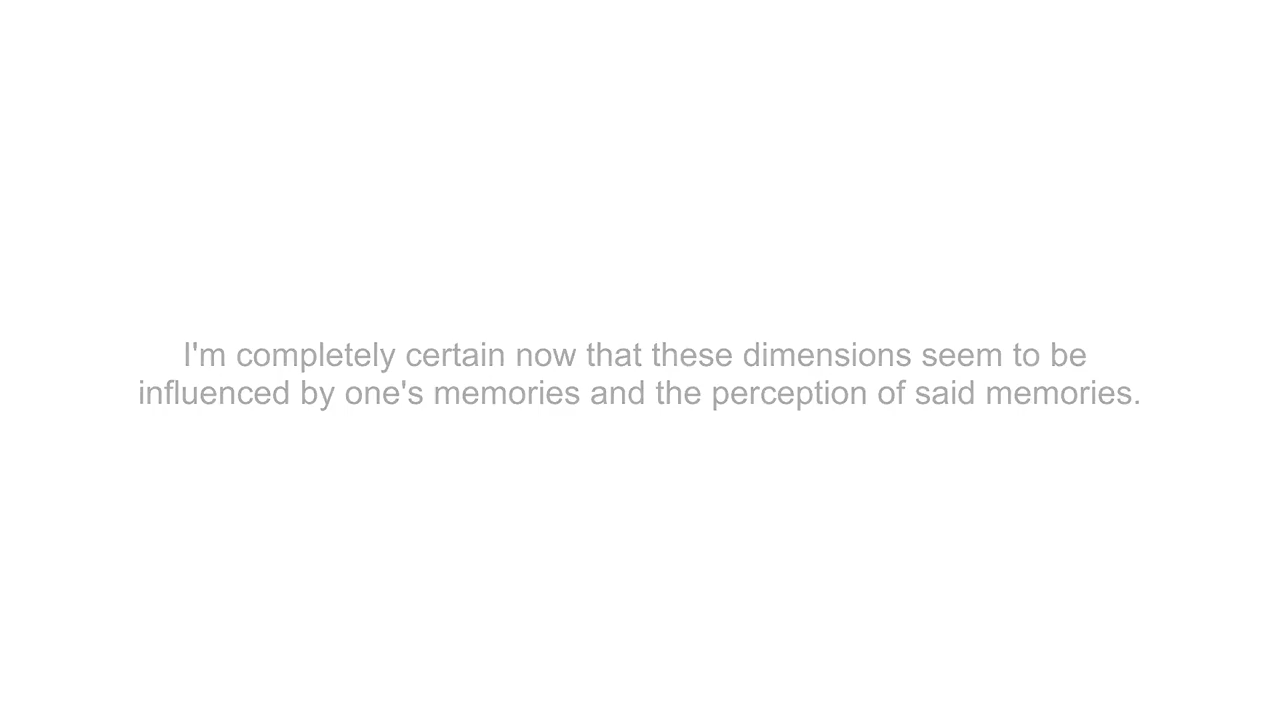 I'm completely certain now that these dimensions seem to be
influenced by one's memories and the perception of said memories.